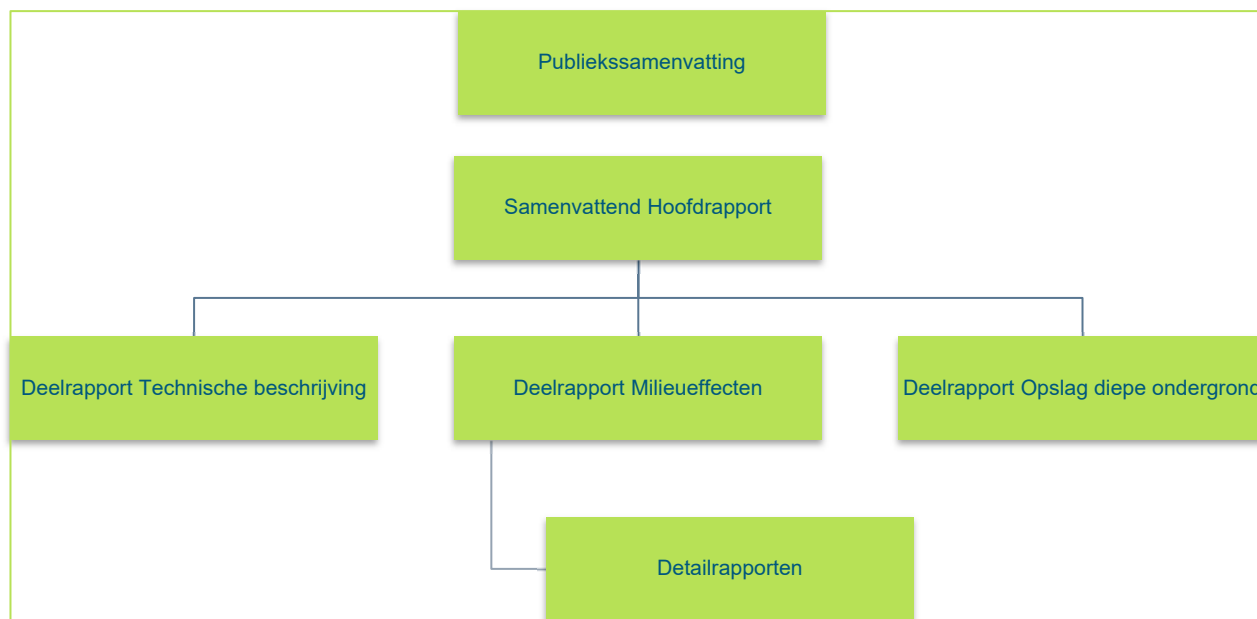 Publiekssamenvatting
Samenvattend Hoofdrapport
Deelrapport Technische beschrijving
Deelrapport Milieueffecten
Deelrapport Opslag diepe ondergrond
Detailrapporten